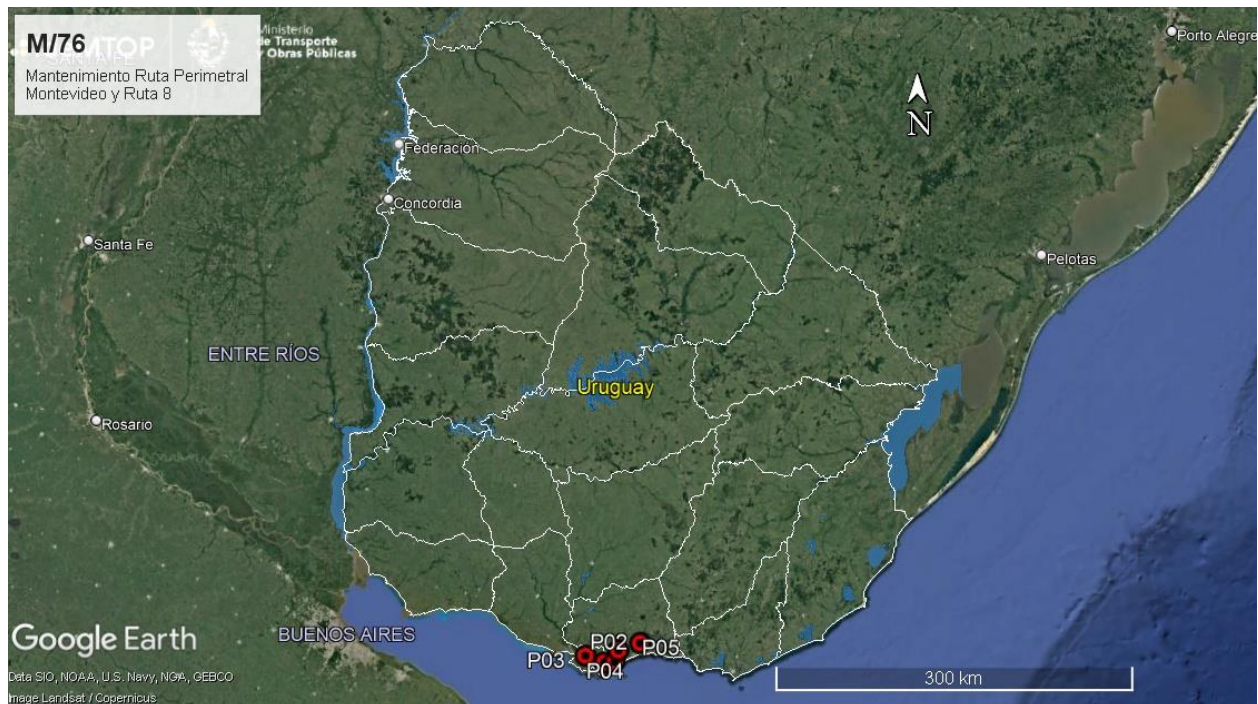 M/76
Mantenimiento Ruta Perimetral
Montevideo y Ruta 8
Ministerio
de Transporte
y Obras Públicas
N
Porto Alegre
Federación
Concordia
Santa Fe
Pelotas
ENTRE RÍOS
Uruguay
Rosario
BUENOS AIRES
P02
P03
P04
P05
300 km
Google Earth
Data SIO, NOAA, U.S. Navy, NGA, GEBCO
Image Landsat / Copernicus